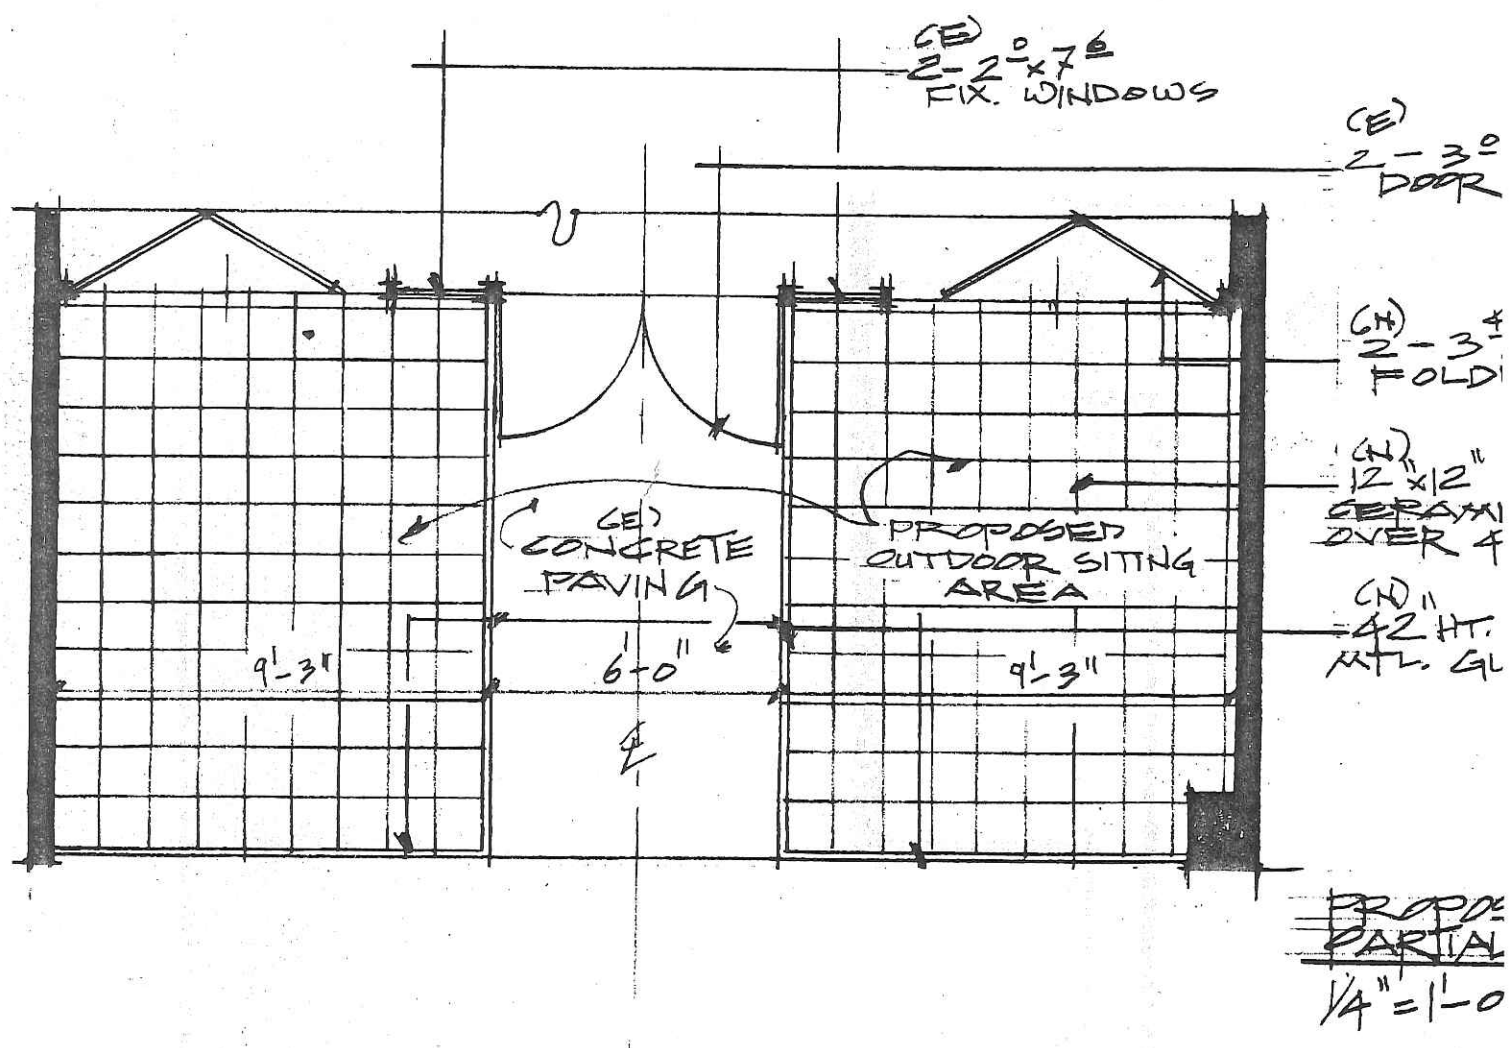 (E)
2-2⁰x7⁶
FIX. WINDOWS
(E)
2-3⁰
DOOR
(N)
2-3⁴
FOLDI
(N)
12"x12"
CERAMI
OVER 4
(N)
42" HT.
MTL. GL
(E)
CONCRETE
PAVING
PROPOSED
OUTDOOR SITTING
AREA
9'-3"
6'-0"
9'-3"
℄
PROPOS
PARTIAL
1/4"=1'-0